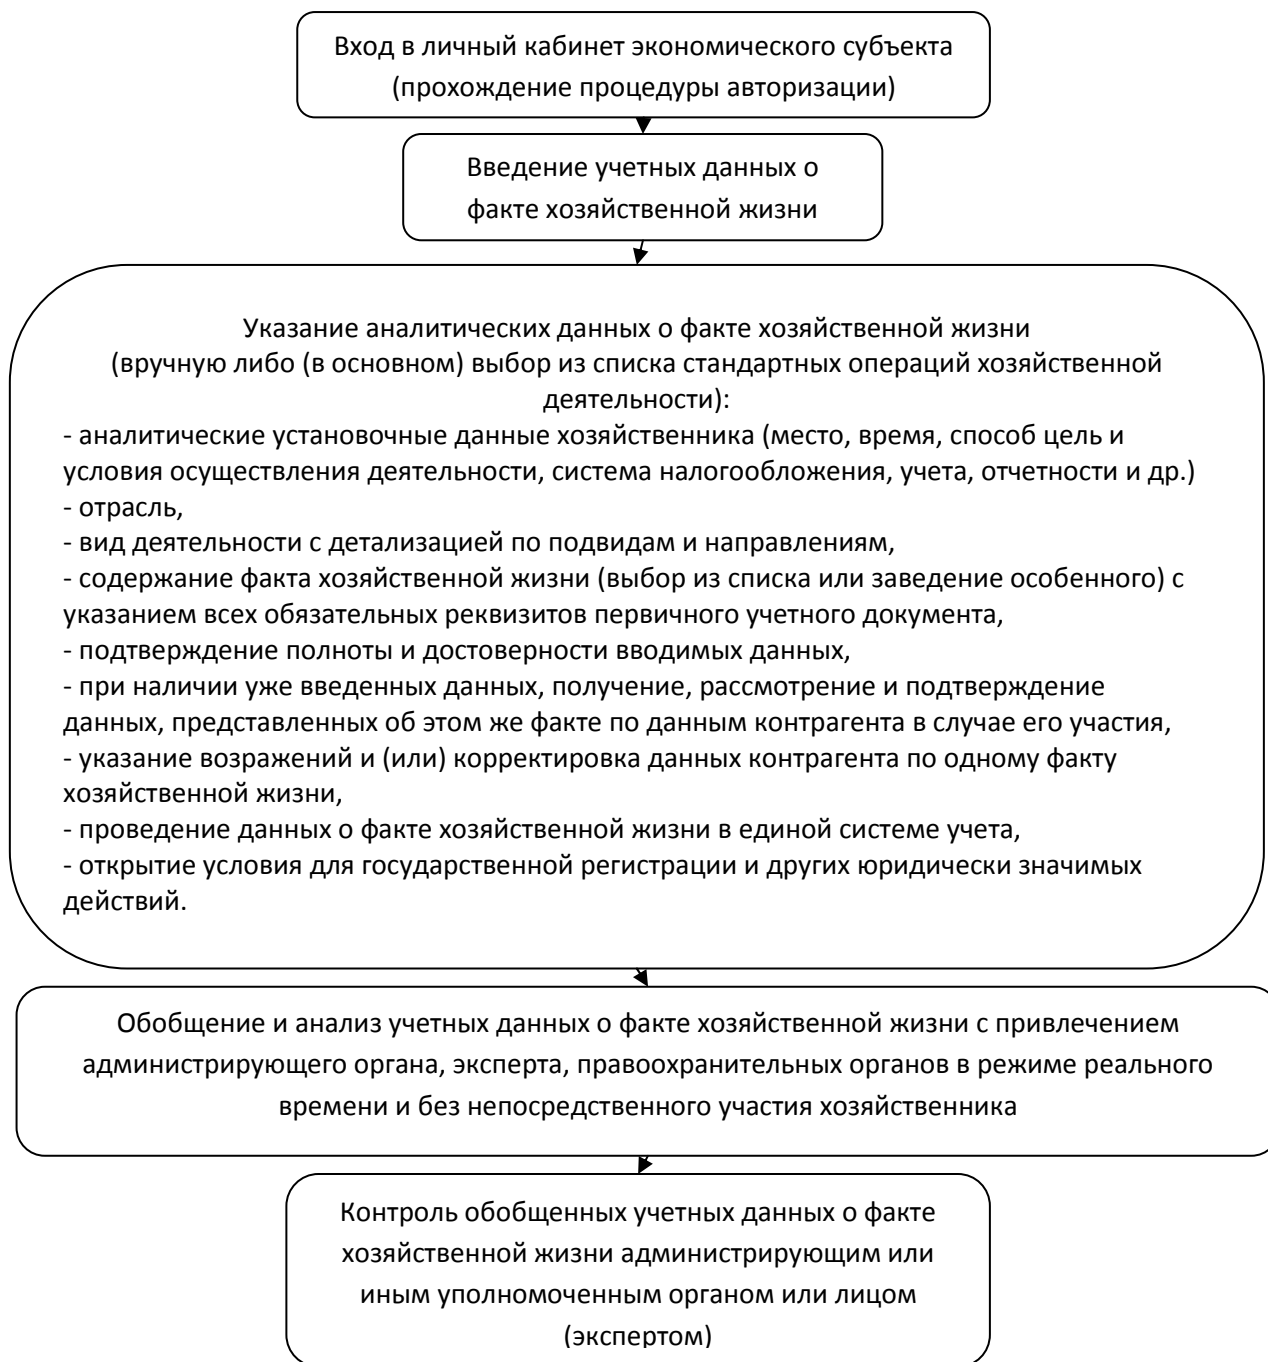 Вход в личный кабинет экономического субъекта
(прохождение процедуры авторизации)
Введение учетных данных о
факте хозяйственной жизни
Указание аналитических данных о факте хозяйственной жизни
(вручную либо (в основном) выбор из списка стандартных операций хозяйственной
деятельности):
- аналитические установочные данные хозяйственника (место, время, способ цель и
условия осуществления деятельности, система налогообложения, учета, отчетности и др.)
- отрасль,
- вид деятельности с детализацией по подвидам и направлениям,
- содержание факта хозяйственной жизни (выбор из списка или заведение особенного) с
указанием всех обязательных реквизитов первичного учетного документа,
- подтверждение полноты и достоверности вводимых данных,
- при наличии уже введенных данных, получение, рассмотрение и подтверждение
данных, представленных об этом же факте по данным контрагента в случае его участия,
- указание возражений и (или) корректировка данных контрагента по одному факту
хозяйственной жизни,
- проведение данных о факте хозяйственной жизни в единой системе учета,
- открытие условия для государственной регистрации и других юридически значимых
действий.
Обобщение и анализ учетных данных о факте хозяйственной жизни с привлечением
администрирующего органа, эксперта, правоохранительных органов в режиме реального
времени и без непосредственного участия хозяйственника
Контроль обобщенных учетных данных о факте
хозяйственной жизни администрирующим или
иным уполномоченным органом или лицом
(экспертом)